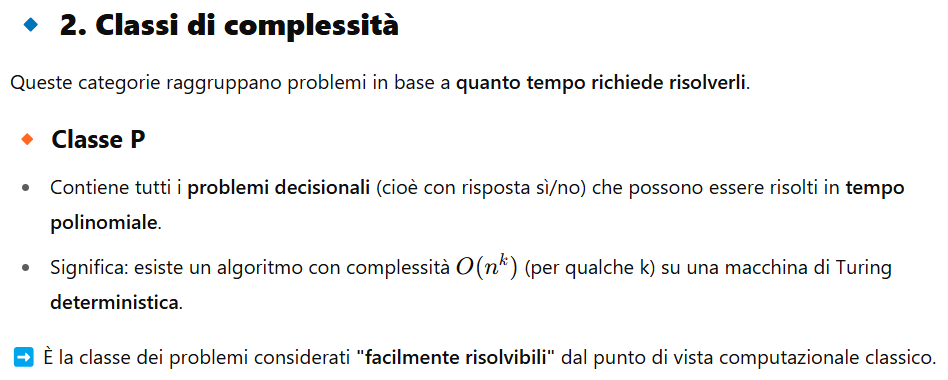 🔹 2. Classi di complessità
Queste categorie raggruppano problemi in base a quanto tempo richiede risolverli.
🔸 Classe P
• Contiene tutti i problemi decisionali (cioè con risposta sì/no) che possono essere risolti in tempo
polinomiale.
• Significa: esiste un algoritmo con complessità O(n^k) (per qualche k) su una macchina di Turing
deterministica.
➡️ È la classe dei problemi considerati "facilmente risolvibili" dal punto di vista computazionale classico.